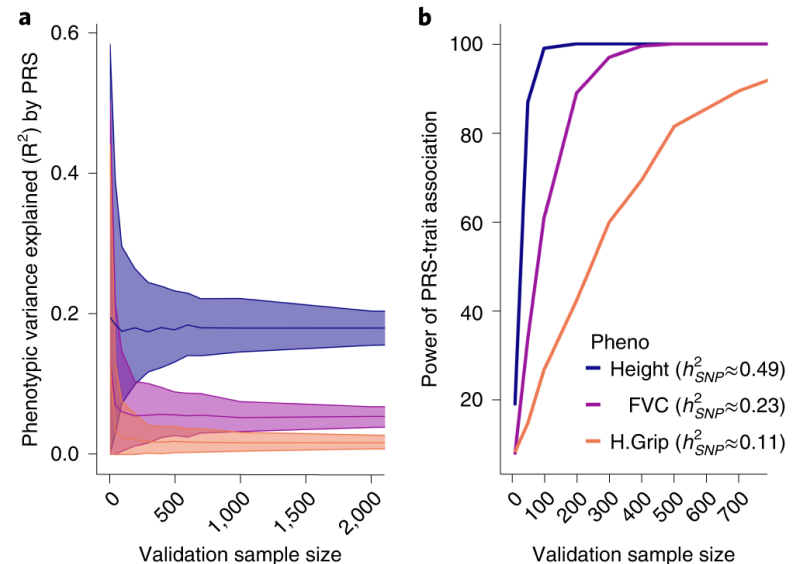 a
0.6
0.4
0.2
0.0
Phenotypic variance explained (R²) by PRS
0
500
1,000
1,500
2,000
Validation sample size
b
100
80
60
40
20
Power of PRS-trait association
Pheno
Height (h²SNP≈0.49)
FVC (h²SNP≈0.23)
H.Grip (h²SNP≈0.11)
0
100
200
300
400
500
600
700
Validation sample size